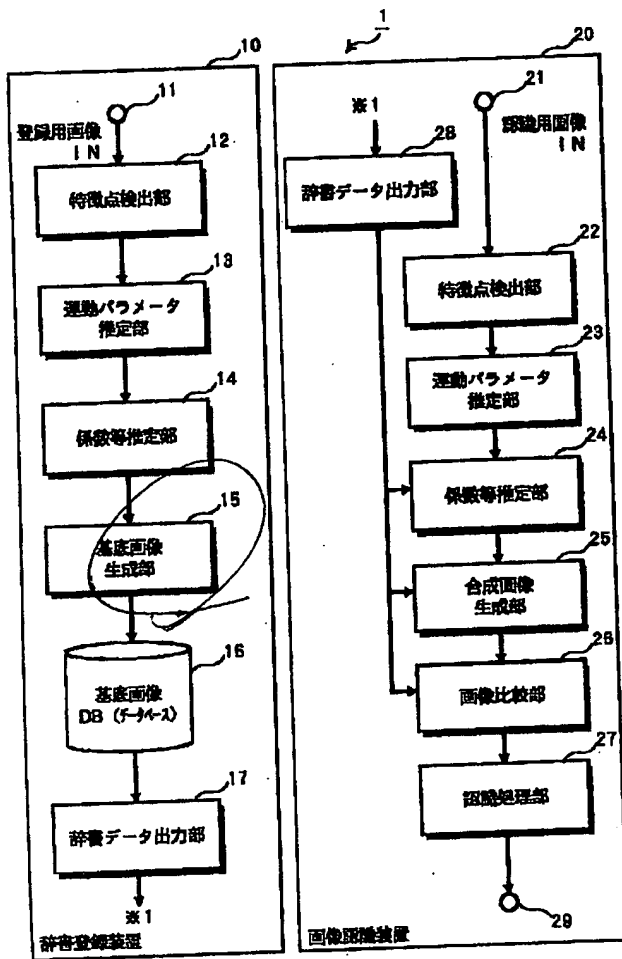 1
10
11
登録用画像
IN
12
特徴点検出部
13
運動パラメータ
推定部
14
係数等推定部
15
基底画像
生成部
16
基底画像
DB (データベース)
17
辞書データ出力部
※1
辞書登録装置
20
21
※1
認識用画像
IN
28
辞書データ出力部
22
特徴点検出部
23
運動パラメータ
推定部
24
係数等推定部
25
合成画像
生成部
26
画像比較部
27
認識処理部
29
画像認識装置